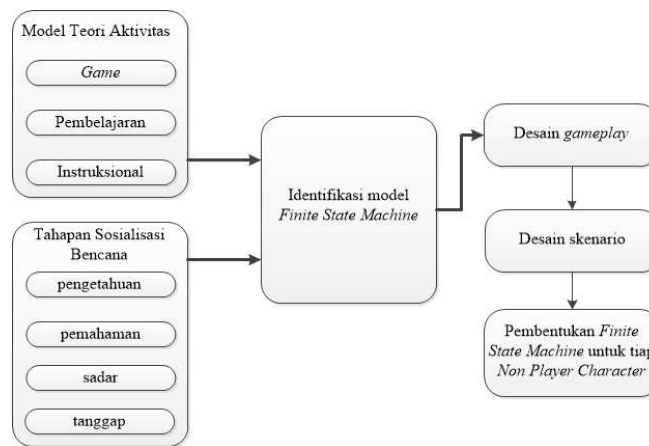 Model Teori Aktivitas
Game
Pembelajaran
Instruksional
Tahapan Sosialisasi
Bencana
pengetahuan
pemahaman
sadar
tanggap
Identifikasi model
Finite State Machine
Desain gameplay
Desain skenario
Pembentukan Finite
State Machine untuk tiap
Non Player Character